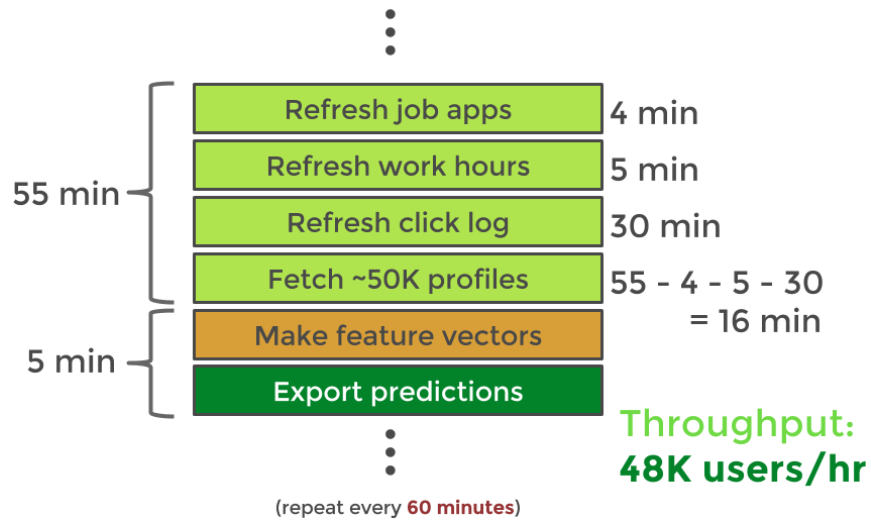 Refresh job apps
4 min
Refresh work hours
5 min
55 min
Refresh click log
30 min
Fetch ~50K profiles
55 - 4 - 5 - 30
= 16 min
Make feature vectors
5 min
Export predictions
Throughput:
48K users/hr
(repeat every 60 minutes)